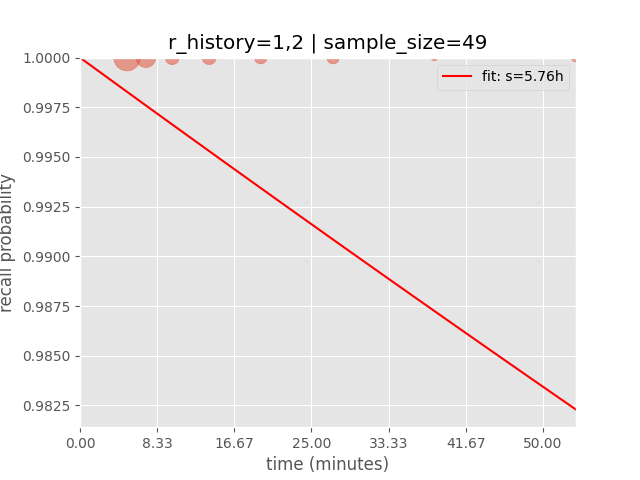 r_history=1,2 | sample_size=49
fit: s=5.76h
recall probability
1.0000
0.9975
0.9950
0.9925
0.9900
0.9875
0.9850
0.9825
0.00 8.33 16.67 25.00 33.33 41.67 50.00
time (minutes)